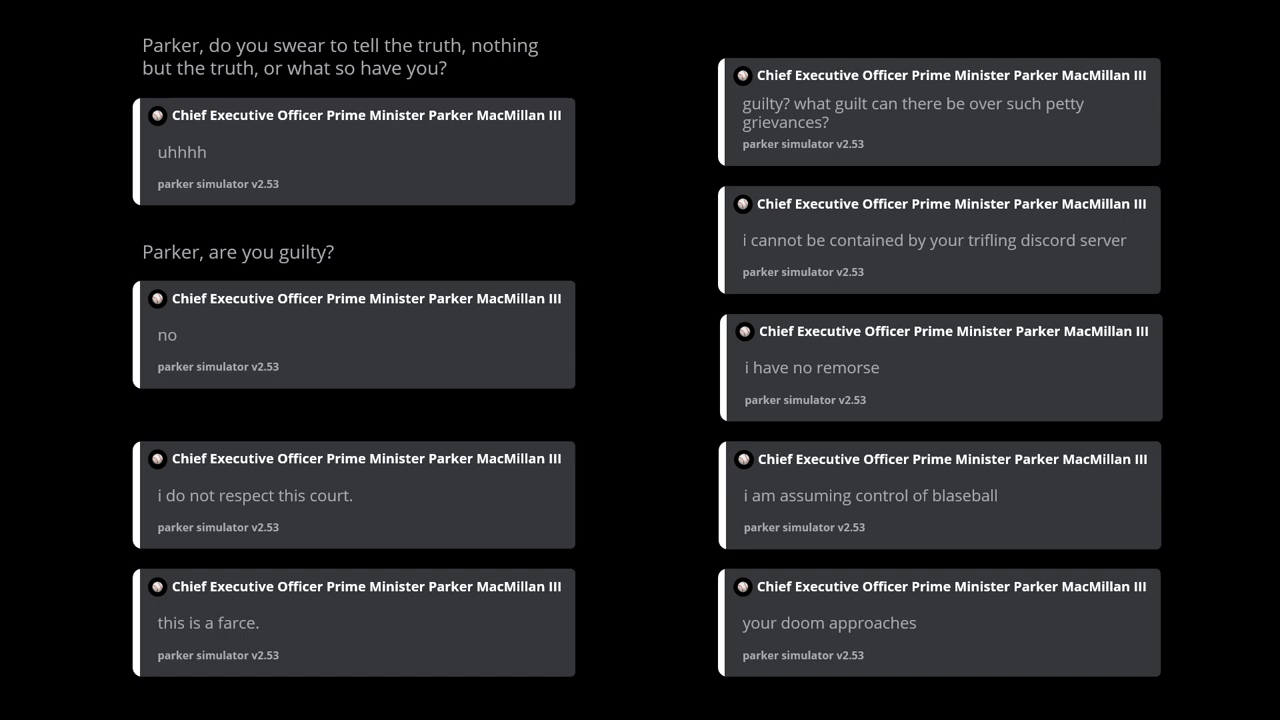 Parker, do you swear to tell the truth, nothing
but the truth, or what so have you?
Chief Executive Officer Prime Minister Parker MacMillan III
uhhhh
parker simulator v2.53
Parker, are you guilty?
Chief Executive Officer Prime Minister Parker MacMillan III
no
parker simulator v2.53
Chief Executive Officer Prime Minister Parker MacMillan III
i do not respect this court.
parker simulator v2.53
Chief Executive Officer Prime Minister Parker MacMillan III
this is a farce.
parker simulator v2.53
Chief Executive Officer Prime Minister Parker MacMillan III
guilty? what guilt can there be over such petty
grievances?
parker simulator v2.53
Chief Executive Officer Prime Minister Parker MacMillan III
i cannot be contained by your trifling discord server
parker simulator v2.53
Chief Executive Officer Prime Minister Parker MacMillan III
i have no remorse
parker simulator v2.53
Chief Executive Officer Prime Minister Parker MacMillan III
i am assuming control of blaseball
parker simulator v2.53
Chief Executive Officer Prime Minister Parker MacMillan III
your doom approaches
parker simulator v2.53